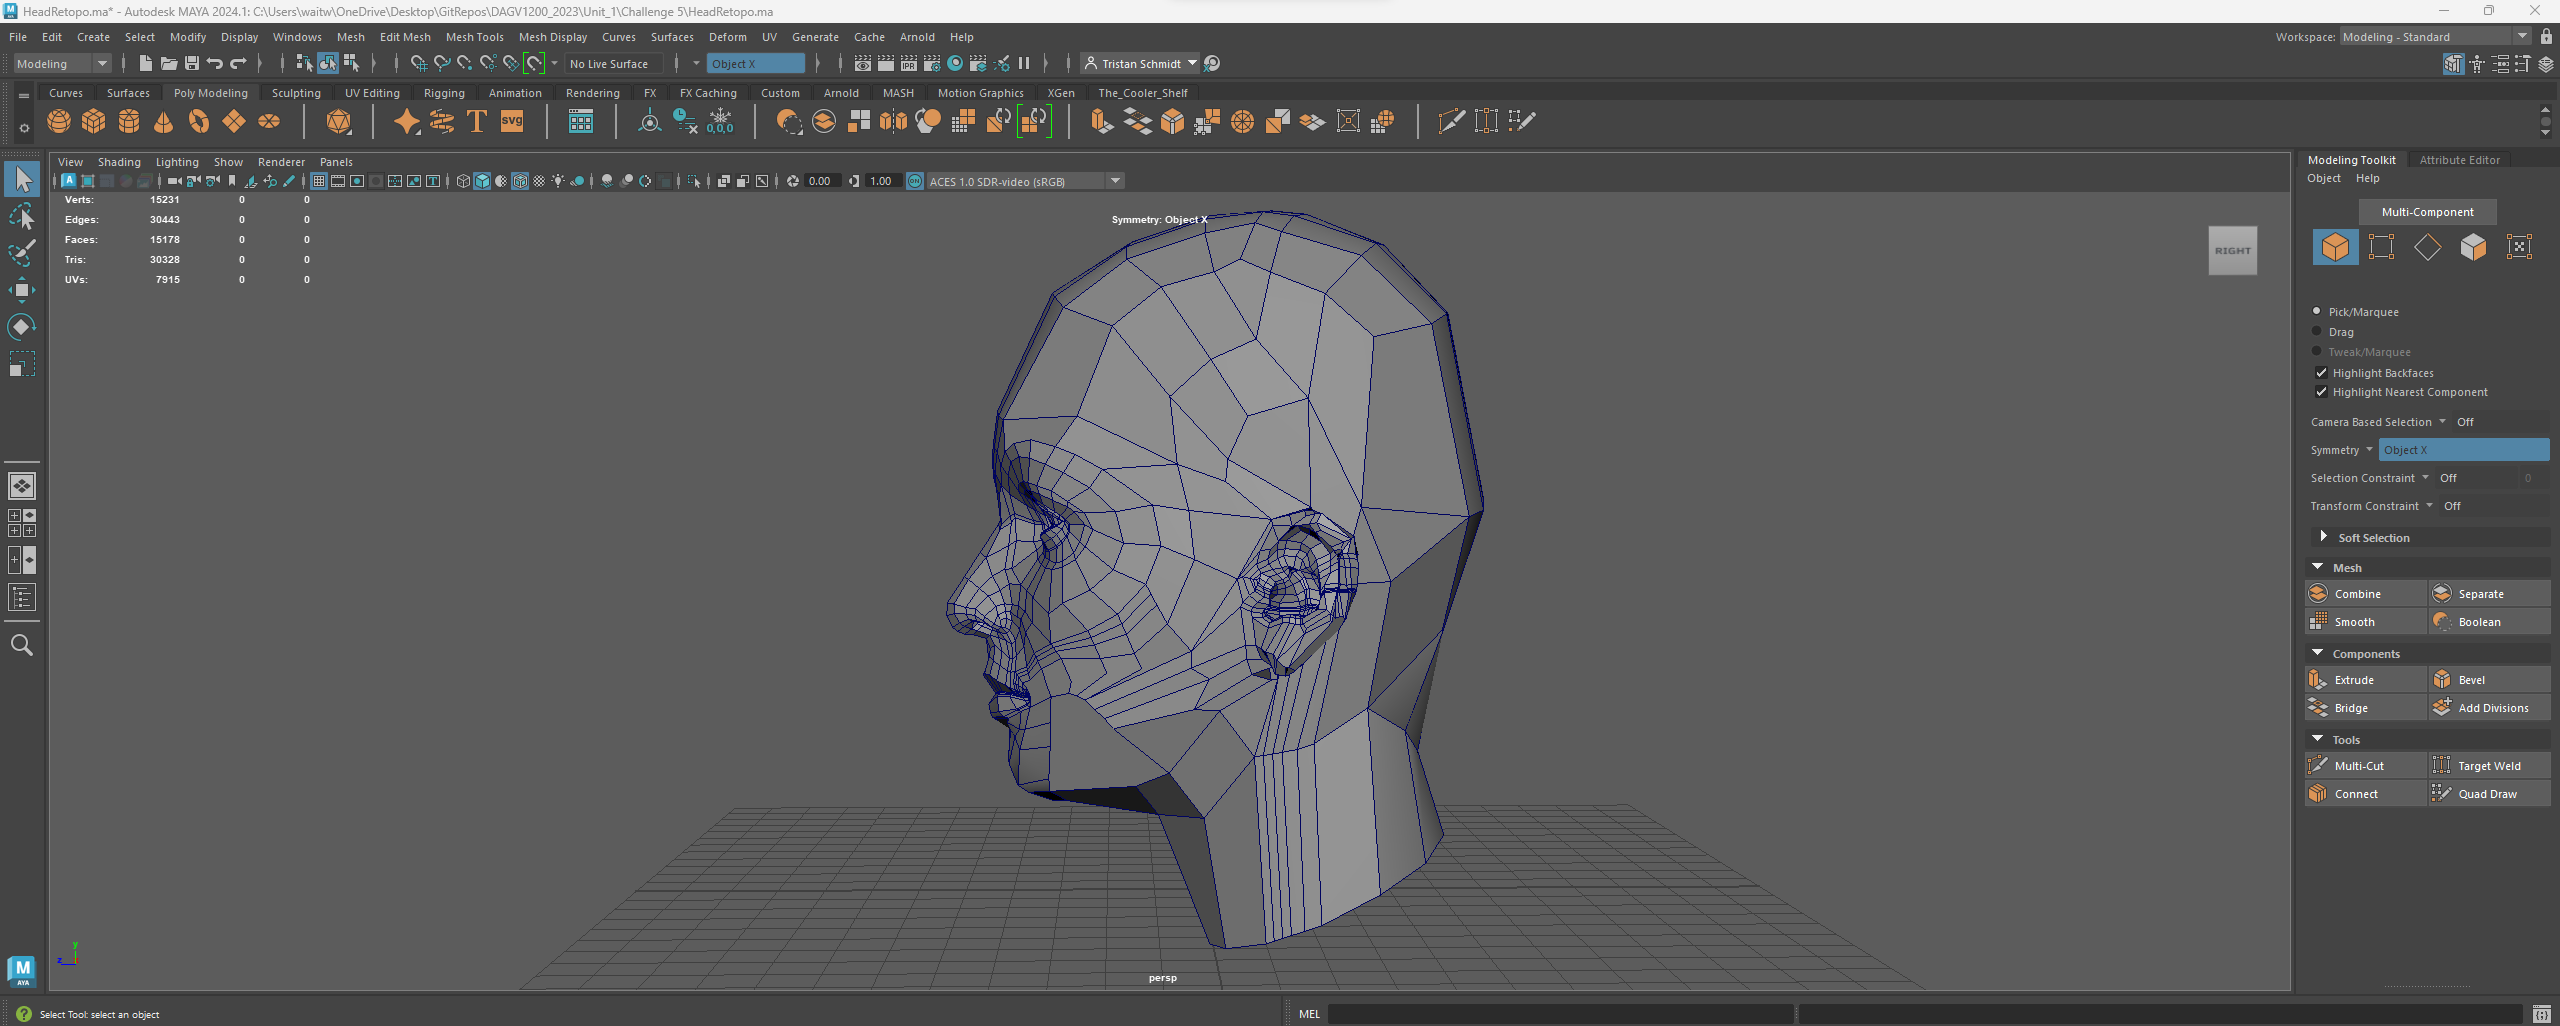 HeadRetopo.ma* - Autodesk MAYA 2024.1: C:\Users\waitw\OneDrive\Desktop\GitRepos\DAGV1200_2023\Unit_1\Challenge 5\HeadRetopo.ma
File Edit Create Select Modify Display Windows Mesh Edit Mesh Mesh Tools Mesh Display Curves Surfaces Deform UV Generate Cache Arnold Help
Workspace: Modeling - Standard
Modeling No Live Surface Object X IPR Tristan Schmidt
Curves Surfaces Poly Modeling Sculpting UV Editing Rigging Animation Rendering FX FX Caching Custom Arnold MASH Motion Graphics XGen The_Cooler_Shelf
T SVG 0,0,0
View Shading Lighting Show Renderer Panels
0.00 1.00 ON ACES 1.0 SDR-video (sRGB)
Verts: 15231 0 0
Edges: 30443 0 0
Faces: 15178 0 0
Tris: 30328 0 0
UVs: 7915 0 0
Symmetry: Object X
RIGHT
y
z
persp
Modeling Toolkit Attribute Editor
Object Help
Multi-Component
Pick/Marquee
Drag
Tweak/Marquee
Highlight Backfaces
Highlight Nearest Component
Camera Based Selection Off
Symmetry Object X
Selection Constraint Off 0
Transform Constraint Off
Soft Selection
Mesh
Combine Separate
Smooth Boolean
Components
Extrude Bevel
Bridge Add Divisions
Tools
Multi-Cut Target Weld
Connect Quad Draw
M
AYA
Select Tool: select an object
MEL